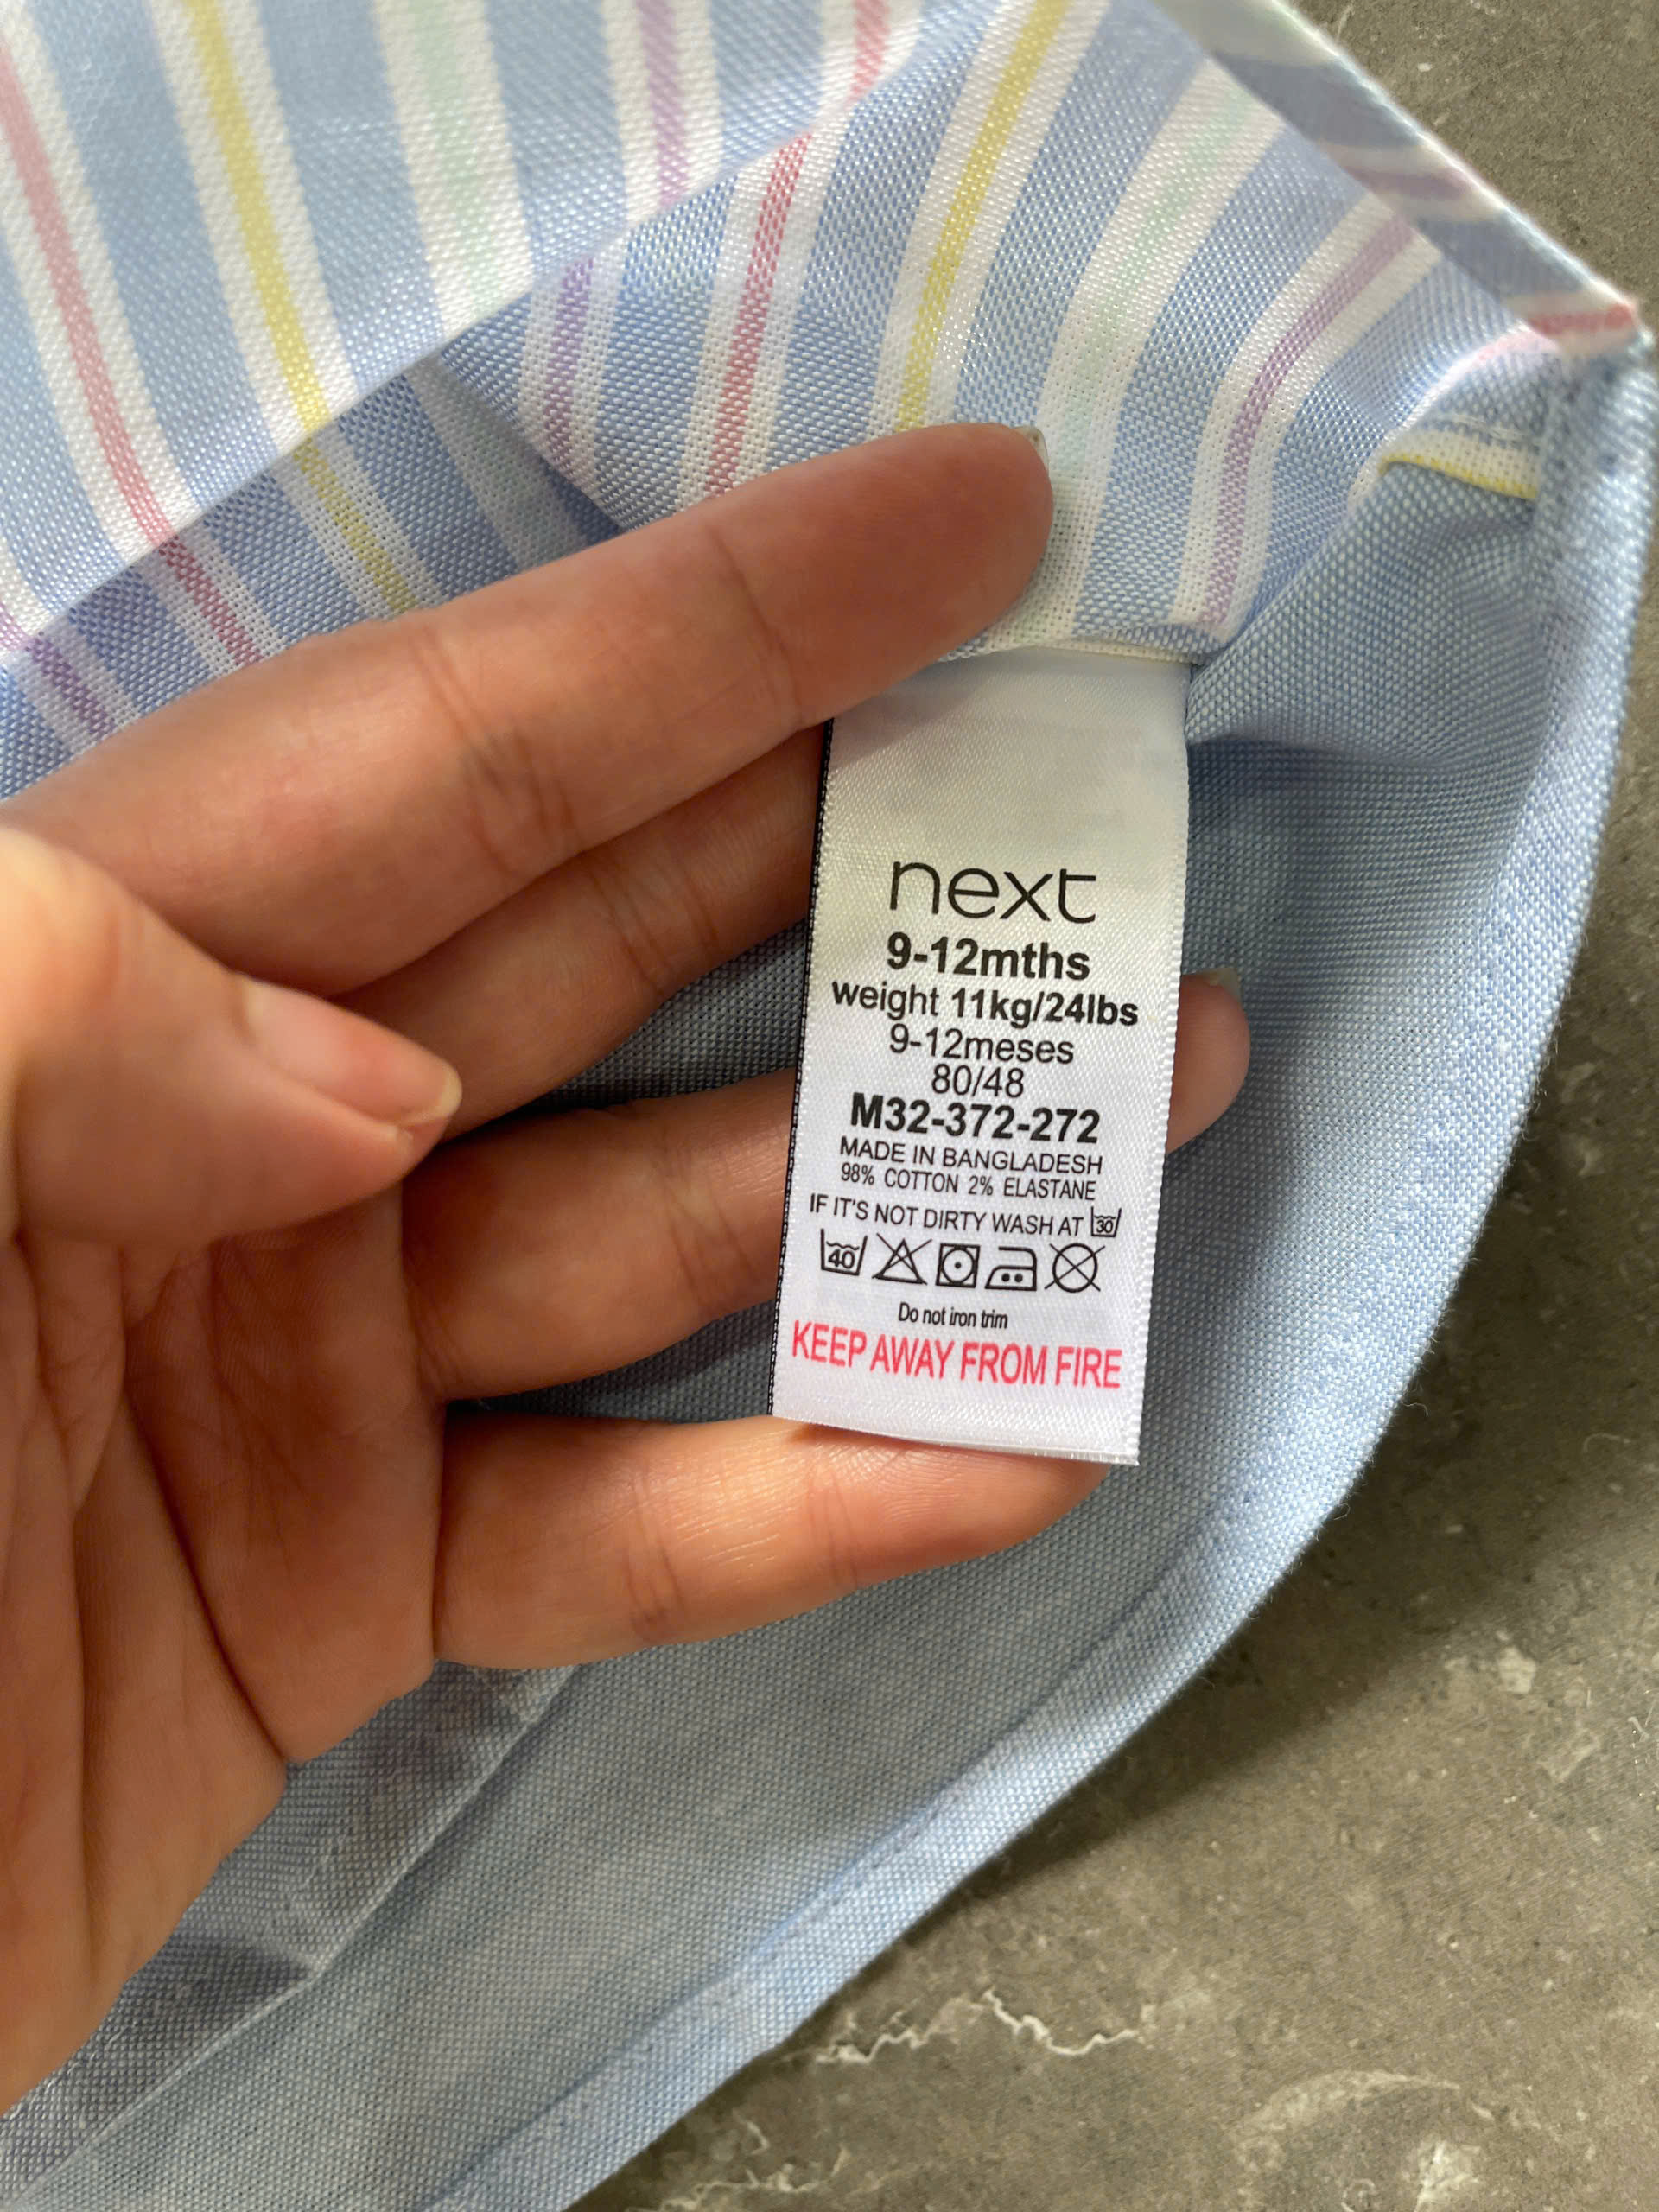 next
9-12mths
weight 11kg/24lbs
9-12meses
80/48
M32-372-272
MADE IN BANGLADESH
98% COTTON 2% ELASTANE
IF IT'S NOT DIRTY WASH AT 30
40
Do not iron trim
KEEP AWAY FROM FIRE